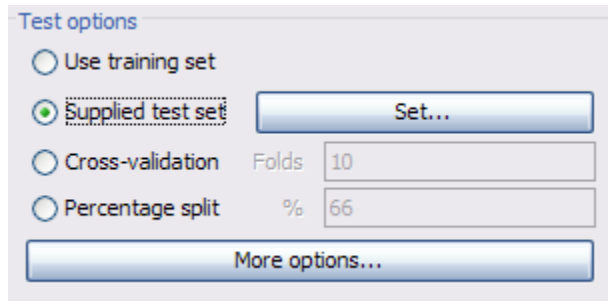 Test options
Use training set
Supplied test set Set...
Cross-validation Folds 10
Percentage split % 66
More options...